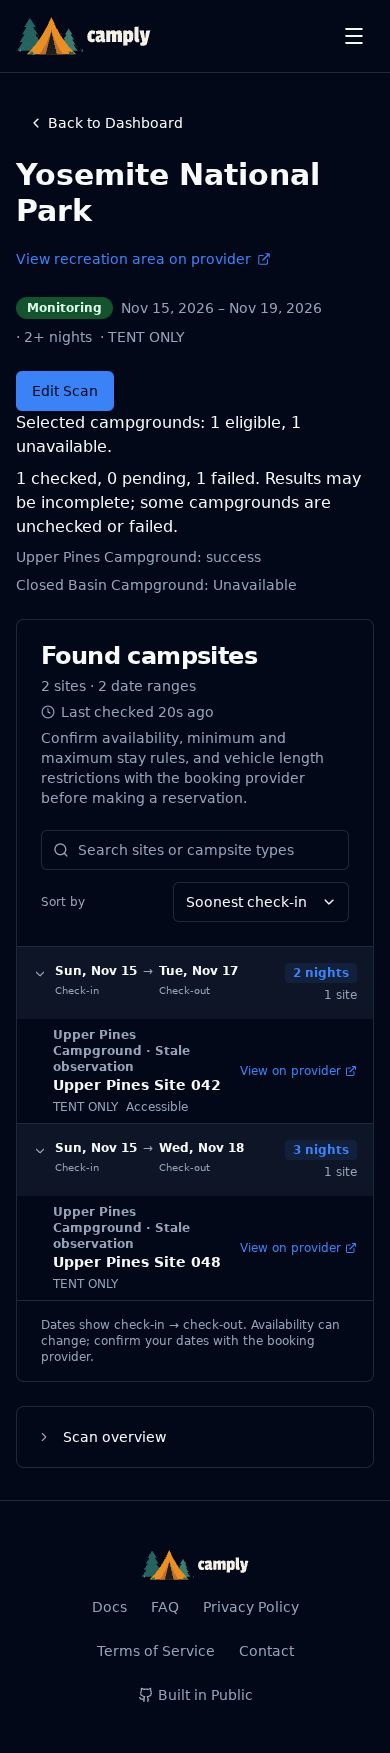 camply
Back to Dashboard
Yosemite National
Park
View recreation area on provider
Monitoring Nov 15, 2026 – Nov 19, 2026
· 2+ nights · TENT ONLY
Edit Scan
Selected campgrounds: 1 eligible, 1
unavailable.
1 checked, 0 pending, 1 failed. Results may
be incomplete; some campgrounds are
unchecked or failed.
Upper Pines Campground: success
Closed Basin Campground: Unavailable
Found campsites
2 sites · 2 date ranges
Last checked 20s ago
Confirm availability, minimum and
maximum stay rules, and vehicle length
restrictions with the booking provider
before making a reservation.
Search sites or campsite types
Sort by Soonest check-in
Sun, Nov 15 → Tue, Nov 17 2 nights
Check-in Check-out 1 site
Upper Pines
Campground · Stale
observation
View on provider
Upper Pines Site 042
TENT ONLY Accessible
Sun, Nov 15 → Wed, Nov 18 3 nights
Check-in Check-out 1 site
Upper Pines
Campground · Stale
observation
View on provider
Upper Pines Site 048
TENT ONLY
Dates show check-in → check-out. Availability can
change; confirm your dates with the booking
provider.
Scan overview
camply
Docs FAQ Privacy Policy
Terms of Service Contact
Built in Public